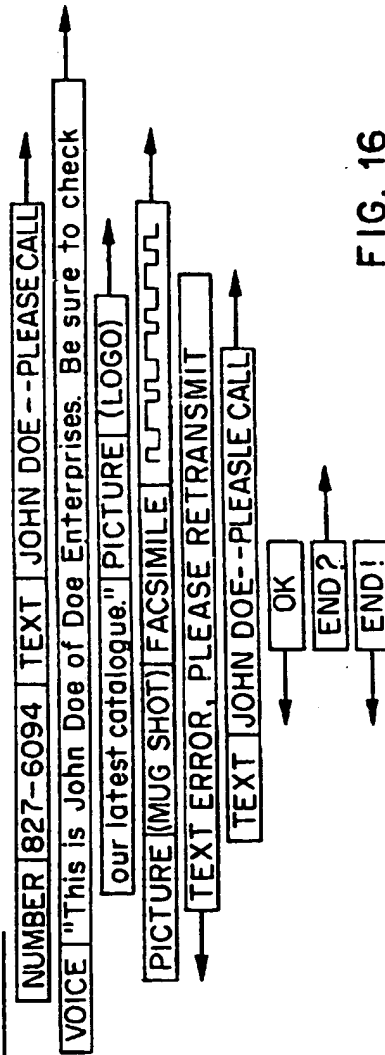 NUMBER 827-6094 TEXT JOHN DOE---PLEASE CALL
VOICE "This is John Doe of Doe Enterprises. Be sure to check
our latest catalogue." PICTURE (LOGO)
PICTURE (MUG SHOT) FACSIMILE
TEXT ERROR, PLEASE RETRANSMIT
TEXT JOHN DOE--PLEASLE CALL
OK
END?
END!
FIG. 16